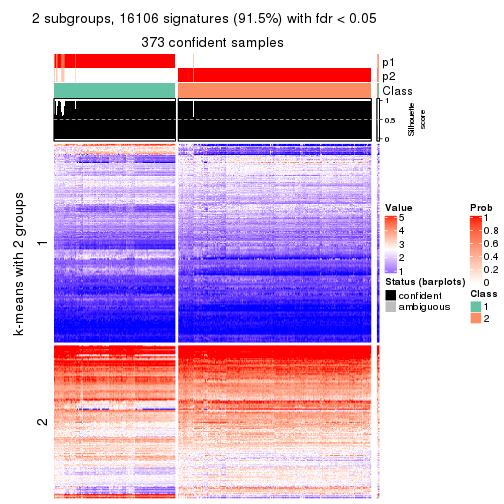 2 subgroups, 16106 signatures (91.5%) with fdr < 0.05
373 confident samples
p1
p2
Class
1
0.5
0
Silhouette
score
k-means with 2 groups
1
2
Value
5
4
3
2
1
Status (barplots)
confident
ambiguous
Prob
1
0.8
0.6
0.4
0.2
0
Class
1
2